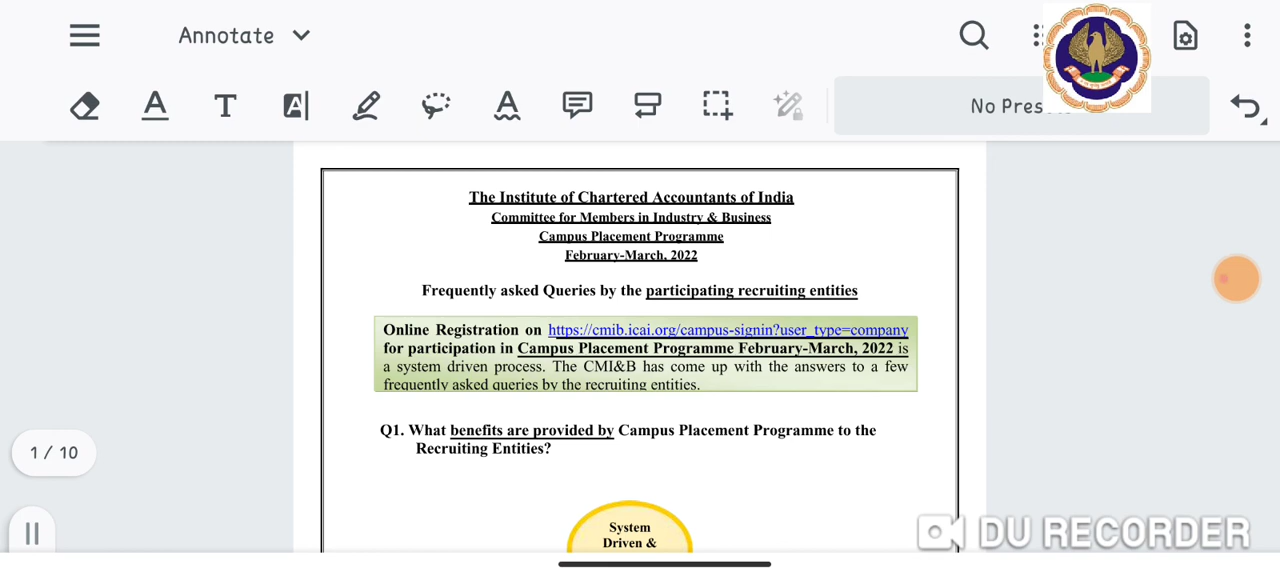 Annotate
No Pres
The Institute of Chartered Accountants of India
Committee for Members in Industry & Business
Campus Placement Programme
February-March, 2022
Frequently asked Queries by the participating recruiting entities
Online Registration on https://cmib.icai.org/campus-signin?user_type=company
for participation in Campus Placement Programme February-March, 2022 is
a system driven process. The CMI&B has come up with the answers to a few
frequently asked queries by the recruiting entities.
Q1. What benefits are provided by Campus Placement Programme to the
Recruiting Entities?
1 / 10
System
Driven &
DU RECORDER